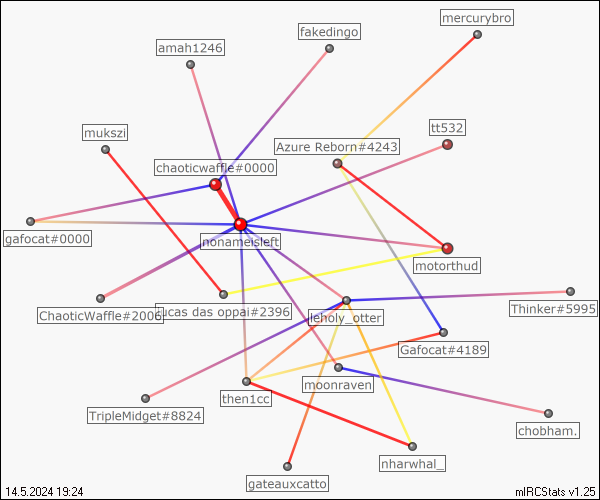 mercurybro
fakedingo
amah1246
tt532
mukszi
Azure Reborn#4243
chaoticwaffle#0000
gafocat#0000
nonameisleft
motorthud
ChaoticWaffle#2006
lucas das oppai#2396
leholy_otter
Thinker#5995
Gafocat#4189
moonraven
then1cc
TripleMidget#8824
chobham.
nharwhal_
gateauxcatto
14.5.2024 19:24
mIRCStats v1.25